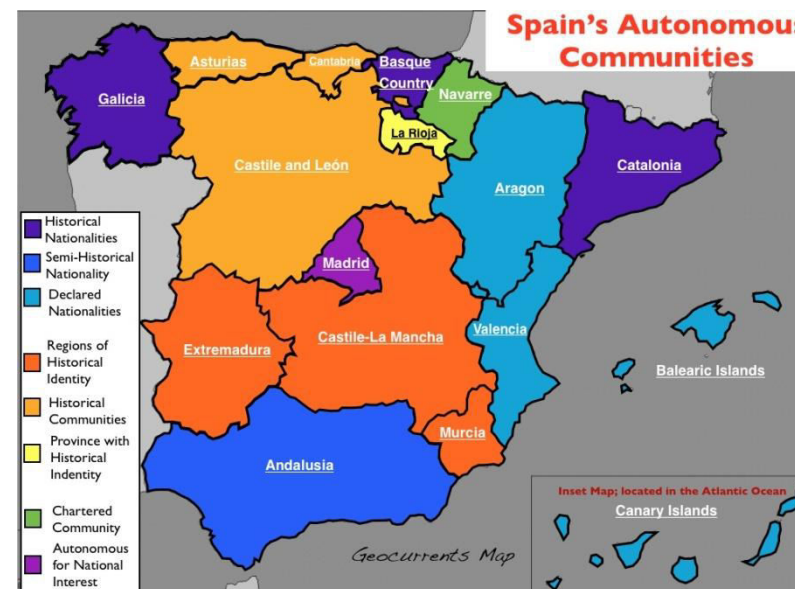 Spain's Autonomous
Communities
Asturias
Cantabria
Basque
Country
Navarre
Galicia
La Rioja
Castile and León
Catalonia
Aragon
Historical
Nationalities
Semi-Historical
Nationality
Declared
Nationalities
Regions of
Historical
Identity
Historical
Communities
Province with
Historical
Indentity
Chartered
Community
Autonomous
for National
Interest
Madrid
Valencia
Castile-La Mancha
Extremadura
Balearic Islands
Murcia
Andalusia
Inset Map; located in the Atlantic Ocean
Canary Islands
Geocurrents Map